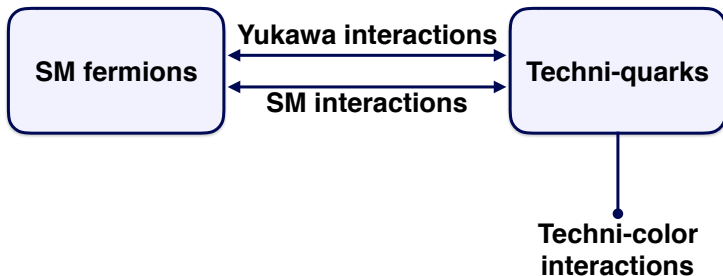 Yukawa interactions
SM fermions
Techni-quarks
SM interactions
Techni-color
interactions